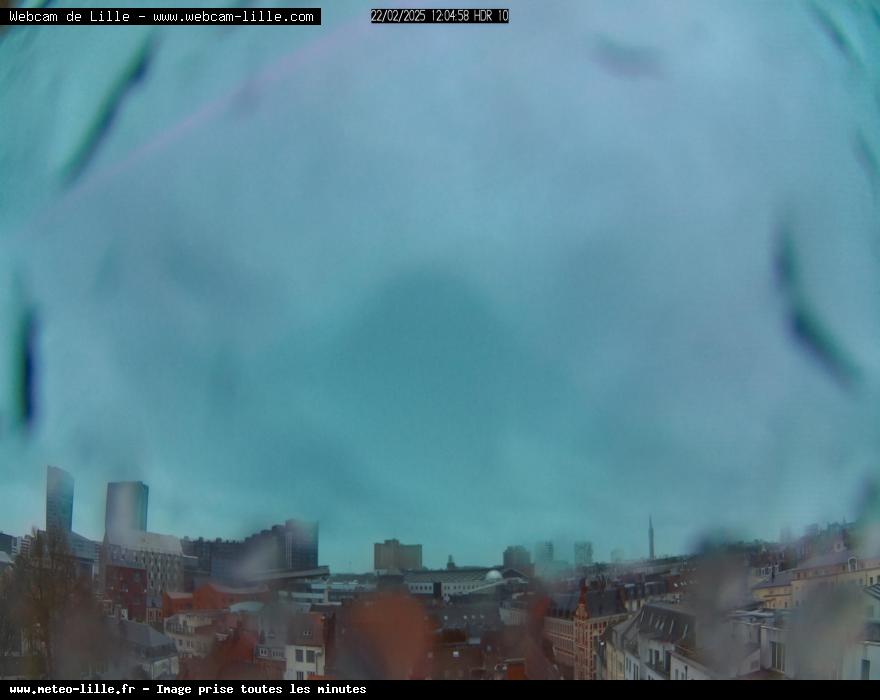 Webcam de Lille - www.webcam-lille.com
22/02/2025 12:04:58 HDR 10
www.meteo-lille.fr - Image prise toutes les minutes